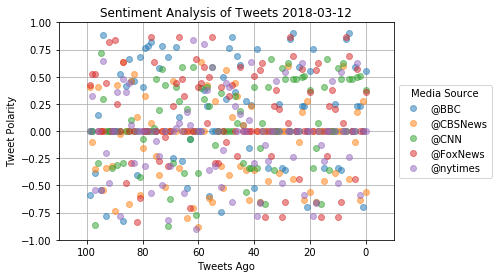 Sentiment Analysis of Tweets 2018-03-12
1.00
0.75
0.50
0.25
0.00
−0.25
−0.50
−0.75
−1.00
Tweet Polarity
100 80 60 40 20 0
Tweets Ago
Media Source
@BBC
@CBSNews
@CNN
@FoxNews
@nytimes